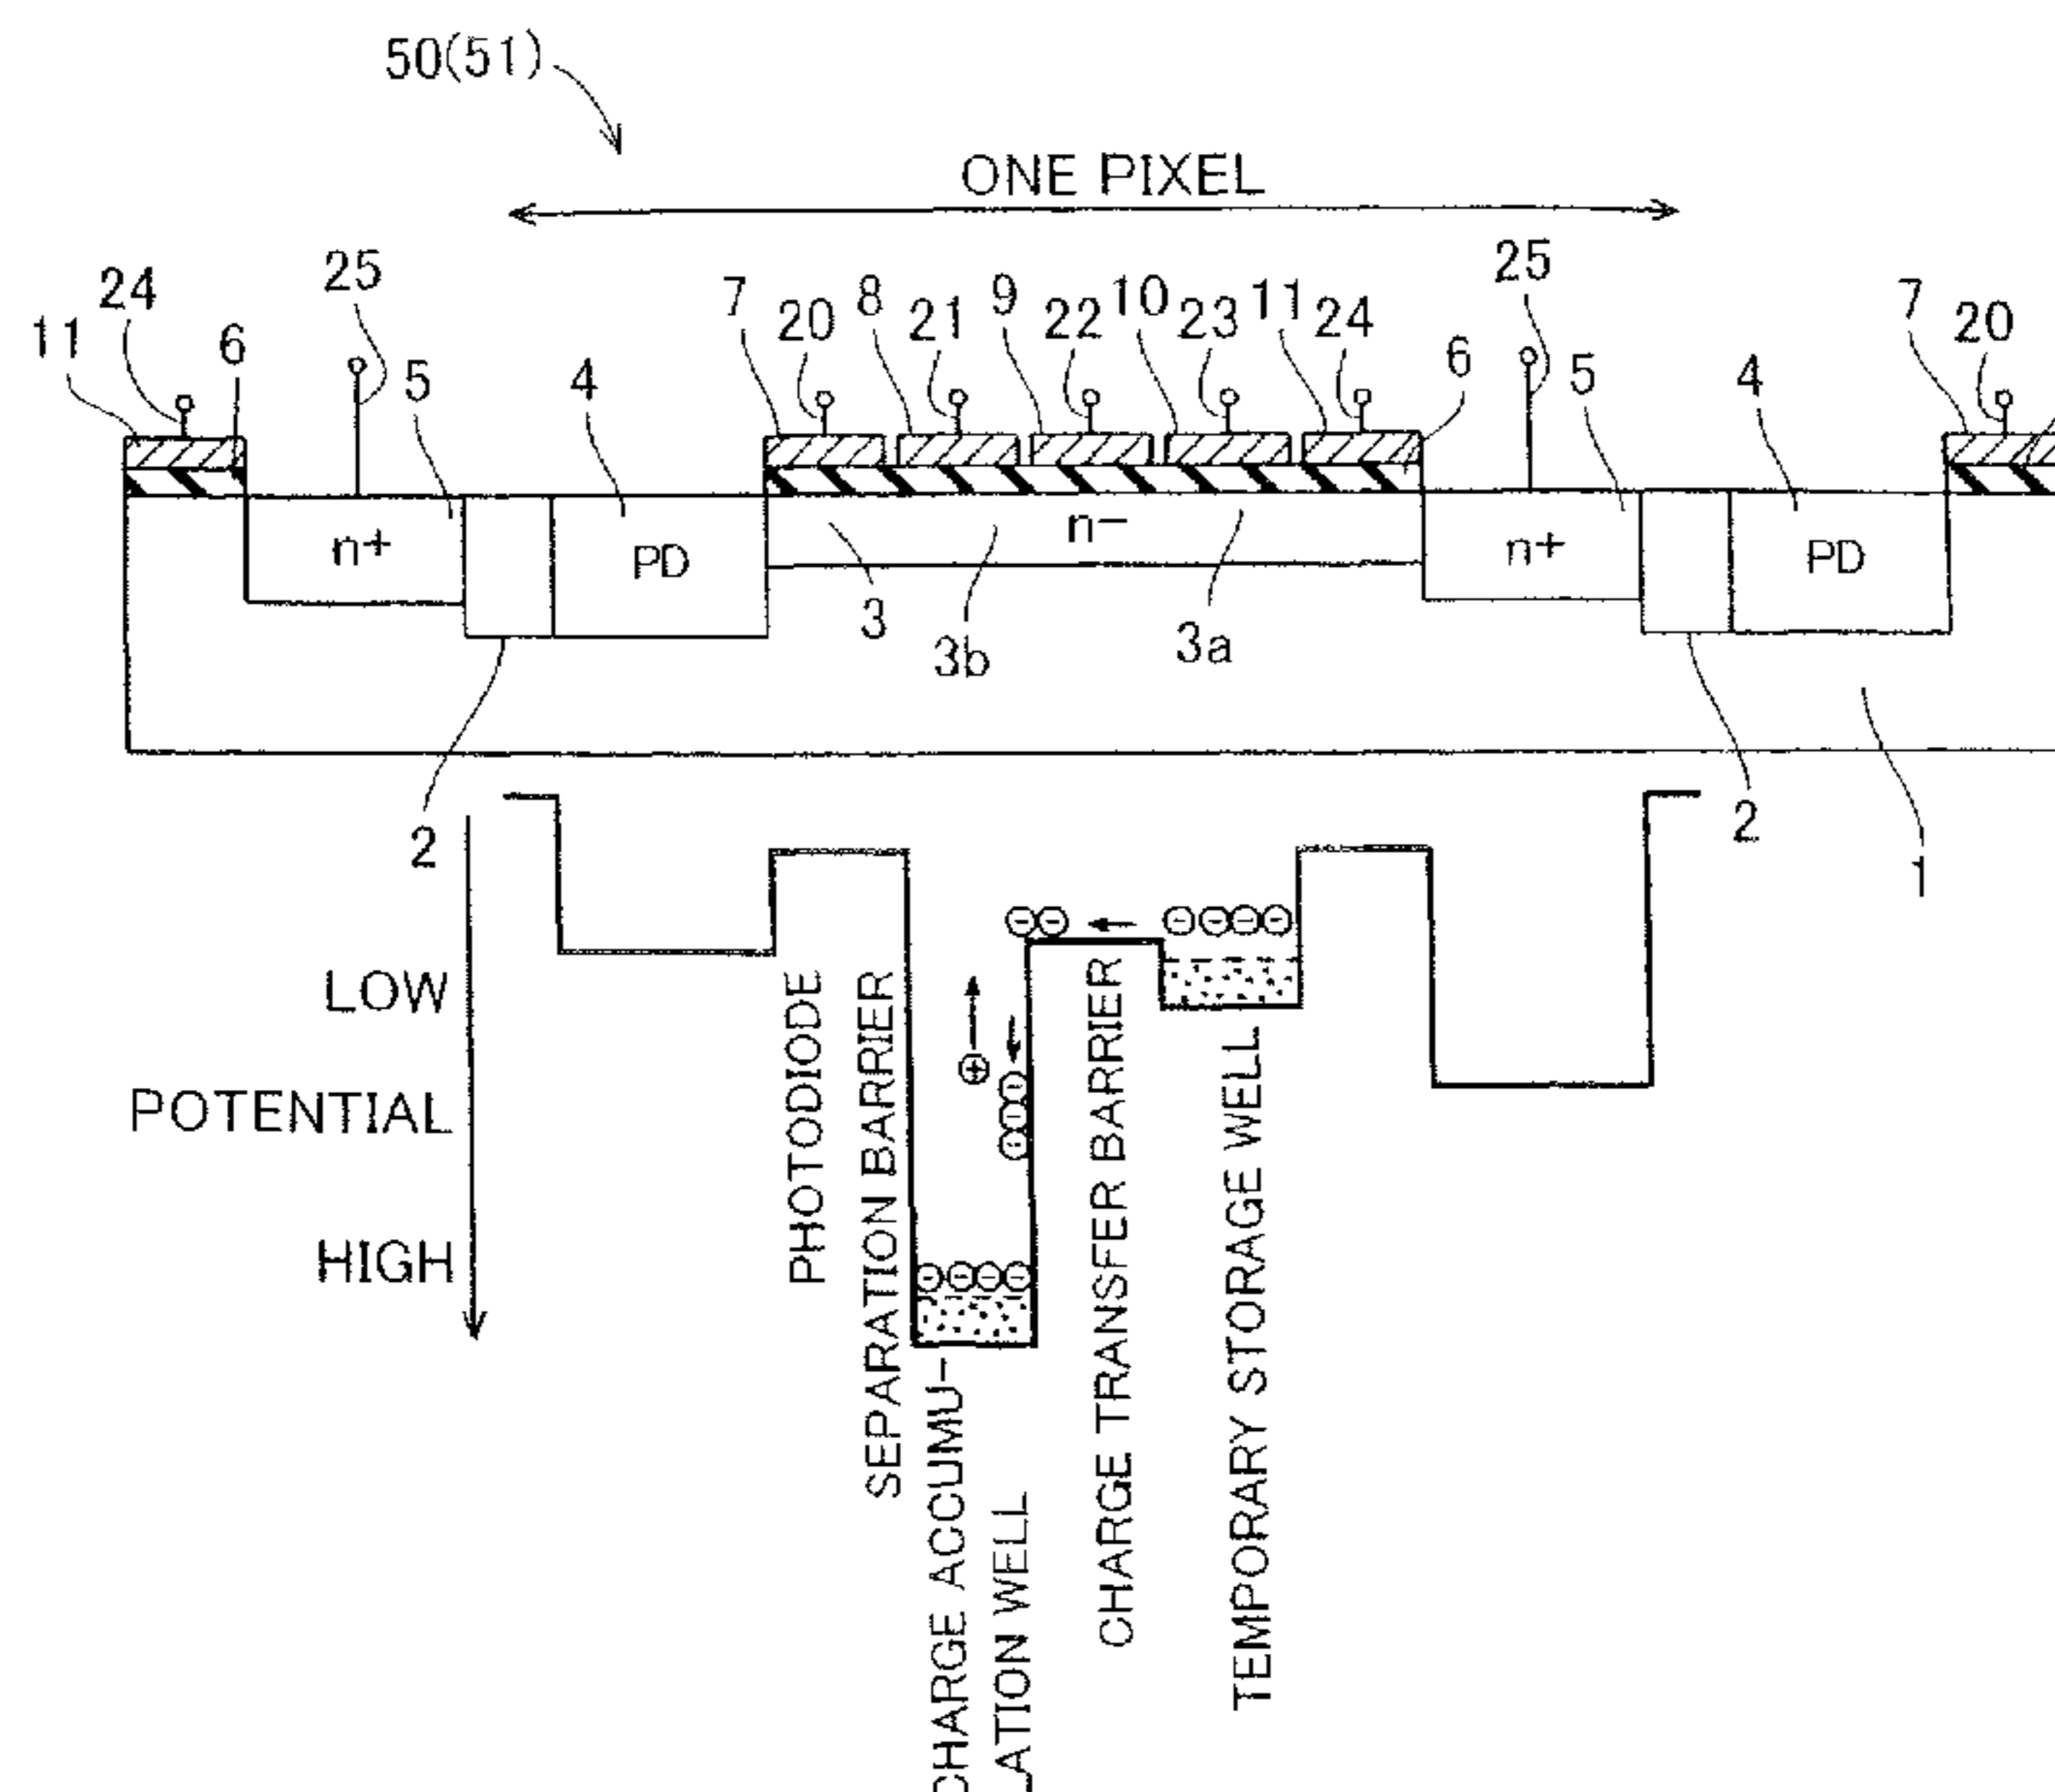 50(51)
ONE PIXEL
11
24
6
25
5
4
7
20
8
21
9
22
10
23
11
24
6
25
5
4
7
20
n+
PD
n-
n+
PD
3
3b
3a
2
2
1
LOW
POTENTIAL
HIGH
PHOTODIODE
SEPARATION BARRIER
CHARGE ACCUMU-
LATION WELL
CHARGE TRANSFER BARRIER
TEMPORARY STORAGE WELL